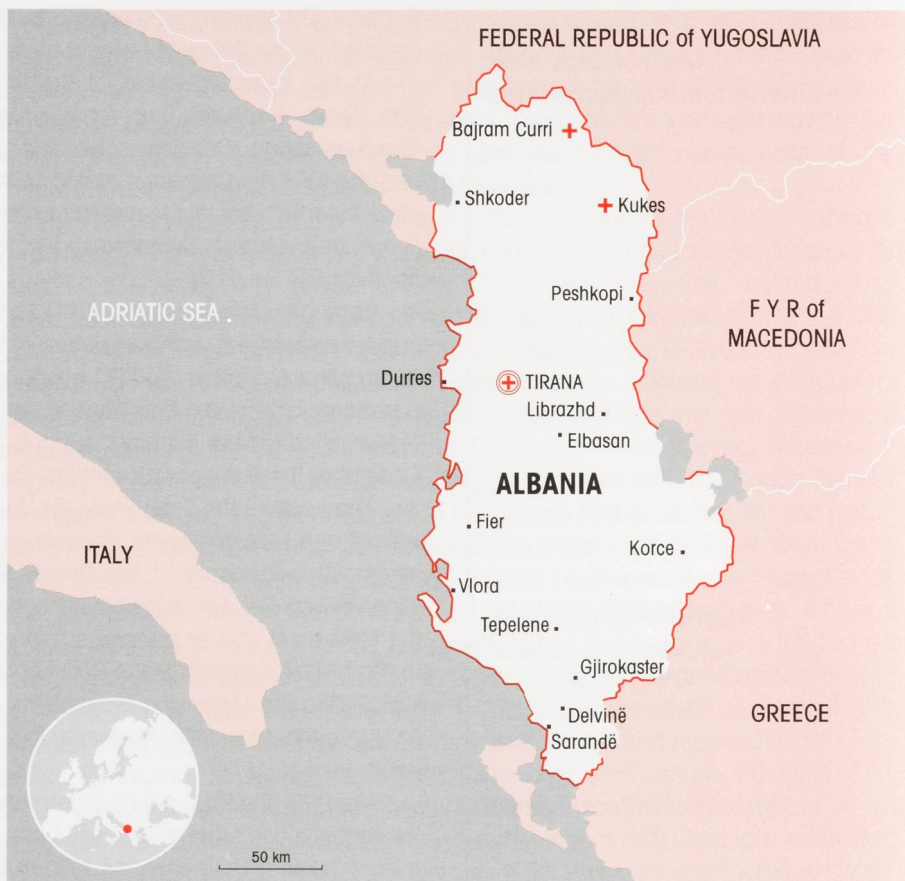 FEDERAL REPUBLIC of YUGOSLAVIA
Bajram Curri
Shkoder
Kukes
Peshkopi
ADRIATIC SEA
F Y R of
MACEDONIA
Durres
TIRANA
Librazhd
Elbasan
ALBANIA
Fier
ITALY
Korce
Vlora
Tepelene
Gjirokaster
Delvinë
GREECE
Sarandë
50 km